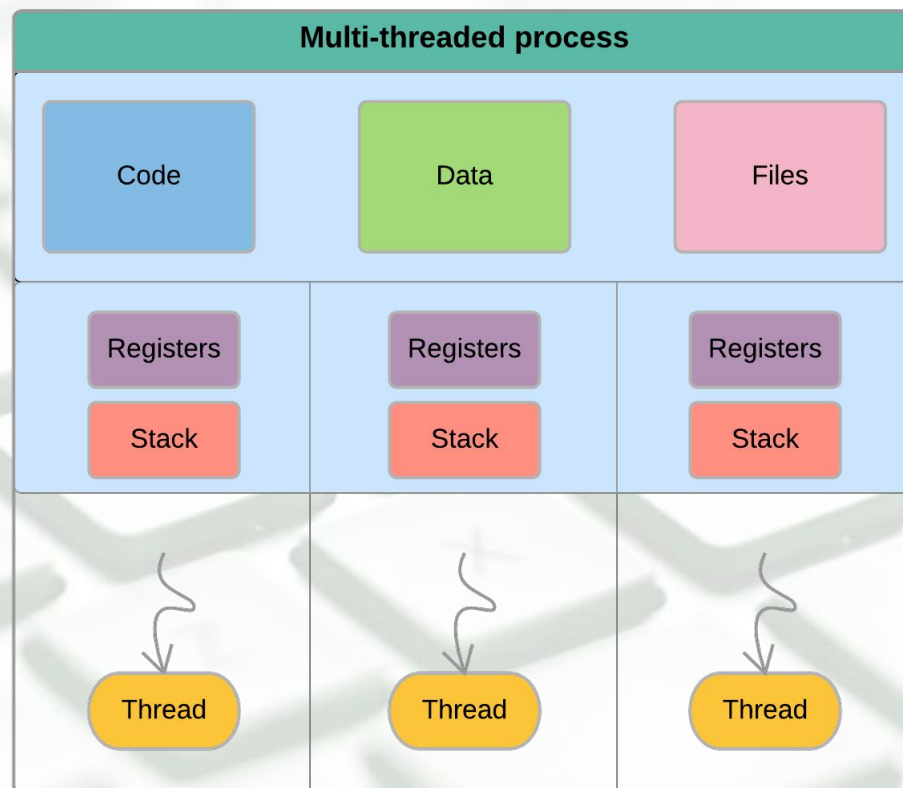 Multi-threaded process
Code Data Files
Registers Registers Registers
Stack Stack Stack
Thread Thread Thread